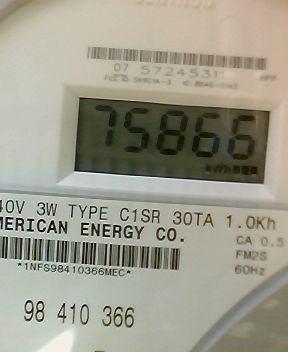 07 57245311
75866
kWh
40V 3W TYPE C1SR 30TA 1.0Kh
MERICAN ENERGY CO.
CA 0.5
FM2S
60Hz
*1NFS98410366MEC*
98 410 366